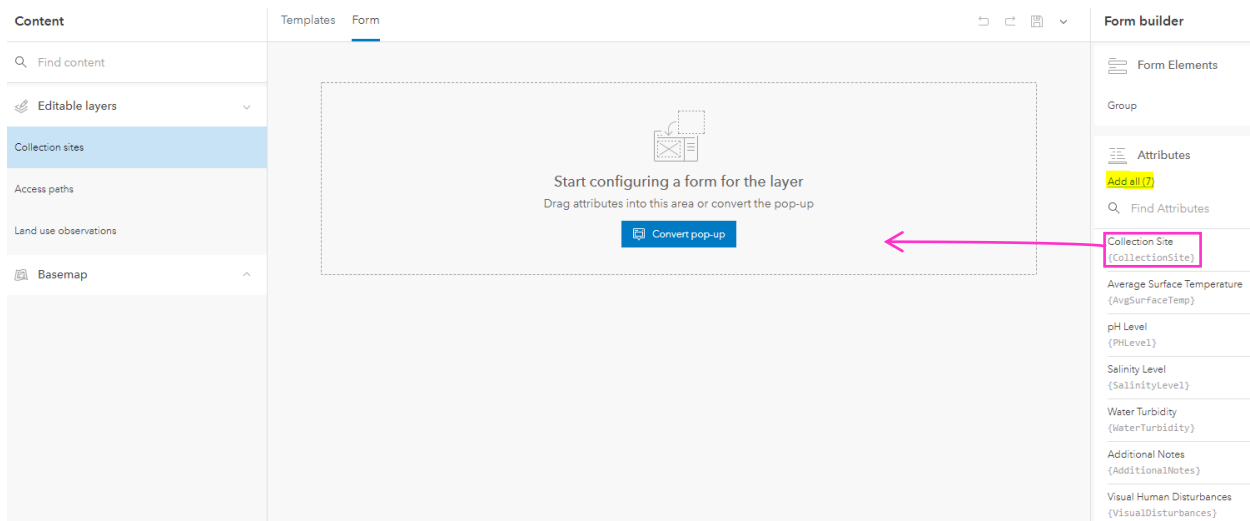 Content
Find content
Editable layers
Collection sites
Access paths
Land use observations
Basemap
Templates Form
Start configuring a form for the layer
Drag attributes into this area or convert the pop-up
Convert pop-up
Form builder
Form Elements
Group
Attributes
Add all (7)
Find Attributes
Collection Site
{CollectionSite}
Average Surface Temperature
{AvgSurfaceTemp}
pH Level
{PHLevel}
Salinity Level
{SalinityLevel}
Water Turbidity
{WaterTurbidity}
Additional Notes
{AdditionalNotes}
Visual Human Disturbances
{VisualDisturbances}